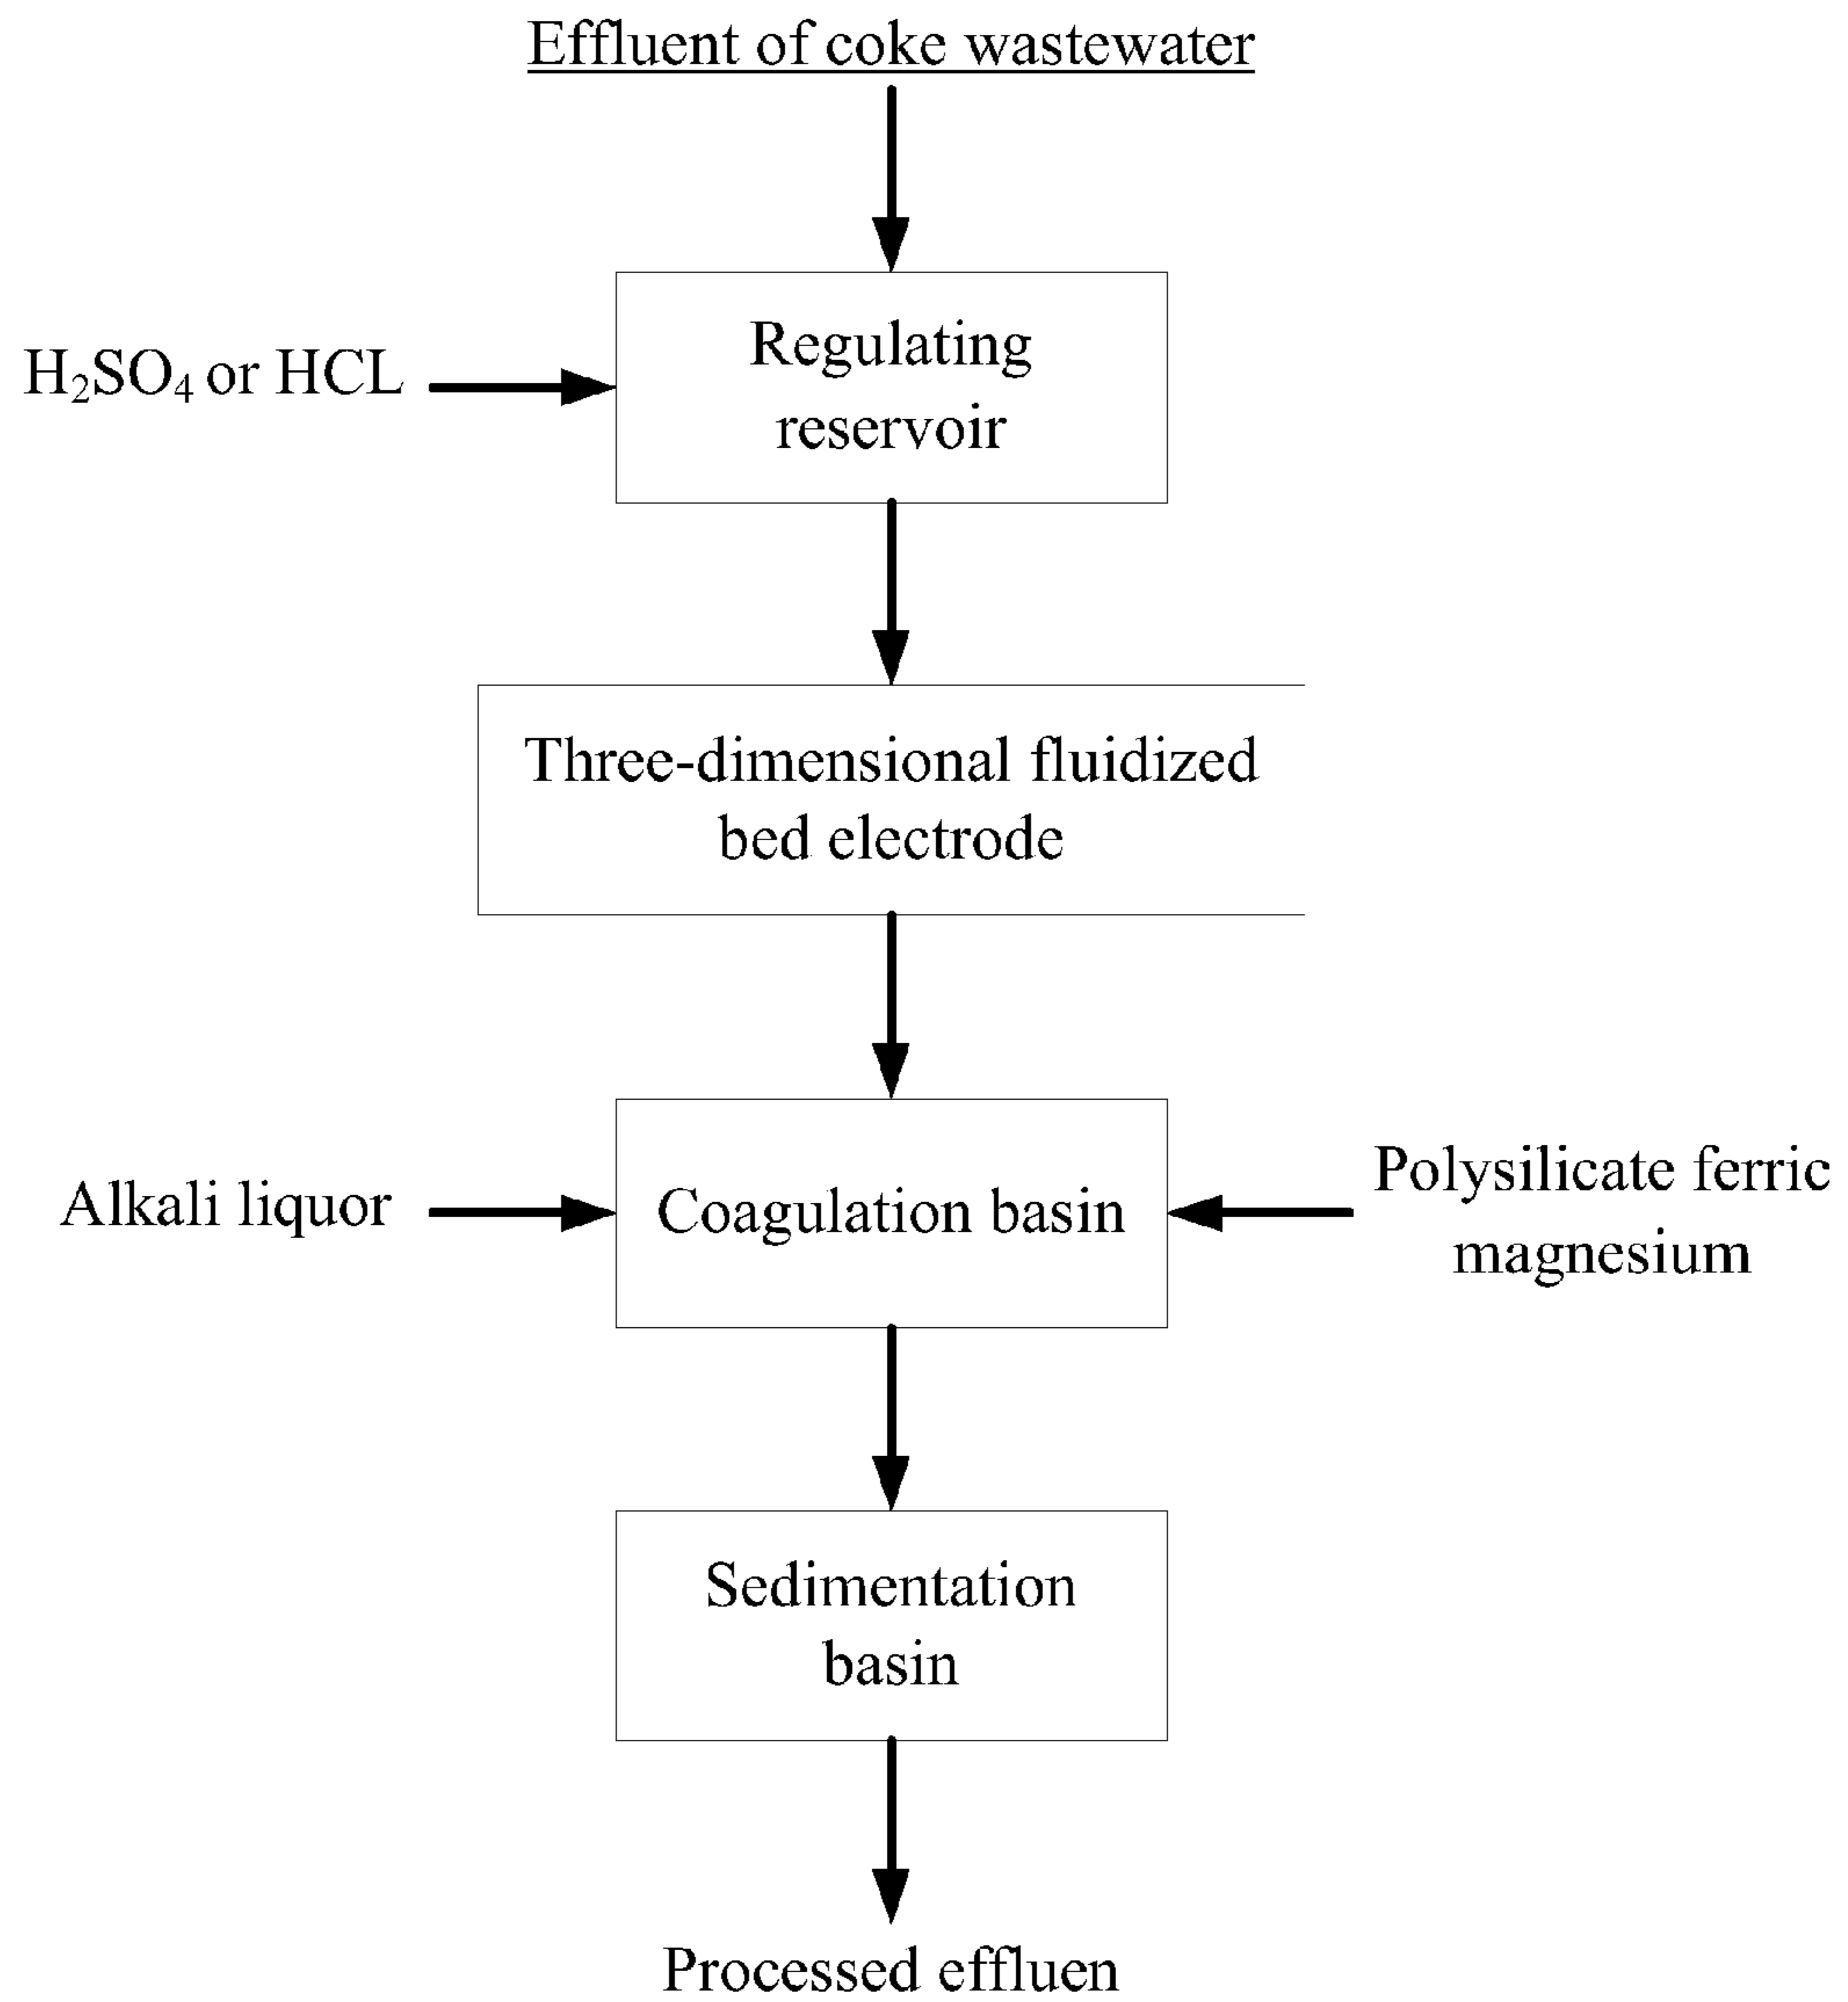 Effluent of coke wastewater
H₂SO₄ or HCL
Regulating
reservoir
Three-dimensional fluidized
bed electrode
Alkali liquor
Coagulation basin
Polysilicate ferric
magnesium
Sedimentation
basin
Processed effluen